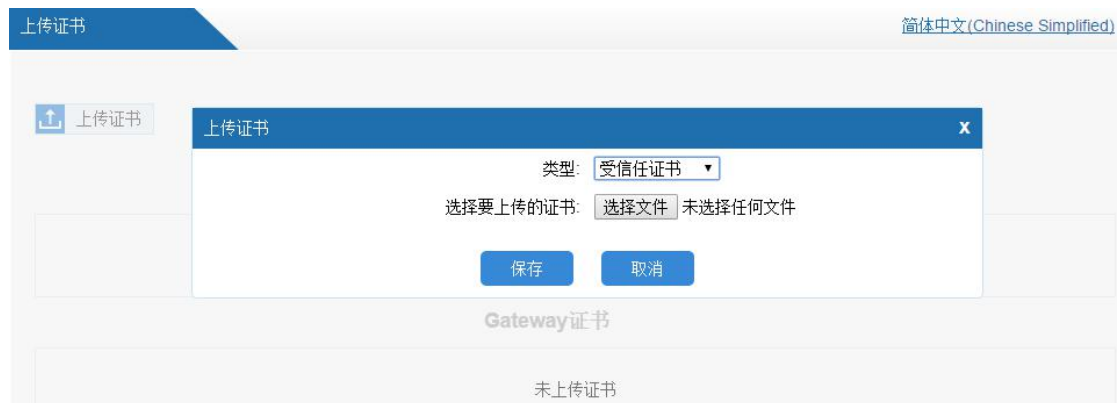 上传证书
简体中文(Chinese Simplified)
上传证书
上传证书 x
类型: 受信任证书
选择要上传的证书: 选择文件 未选择任何文件
保存 取消
Gateway证书
未上传证书